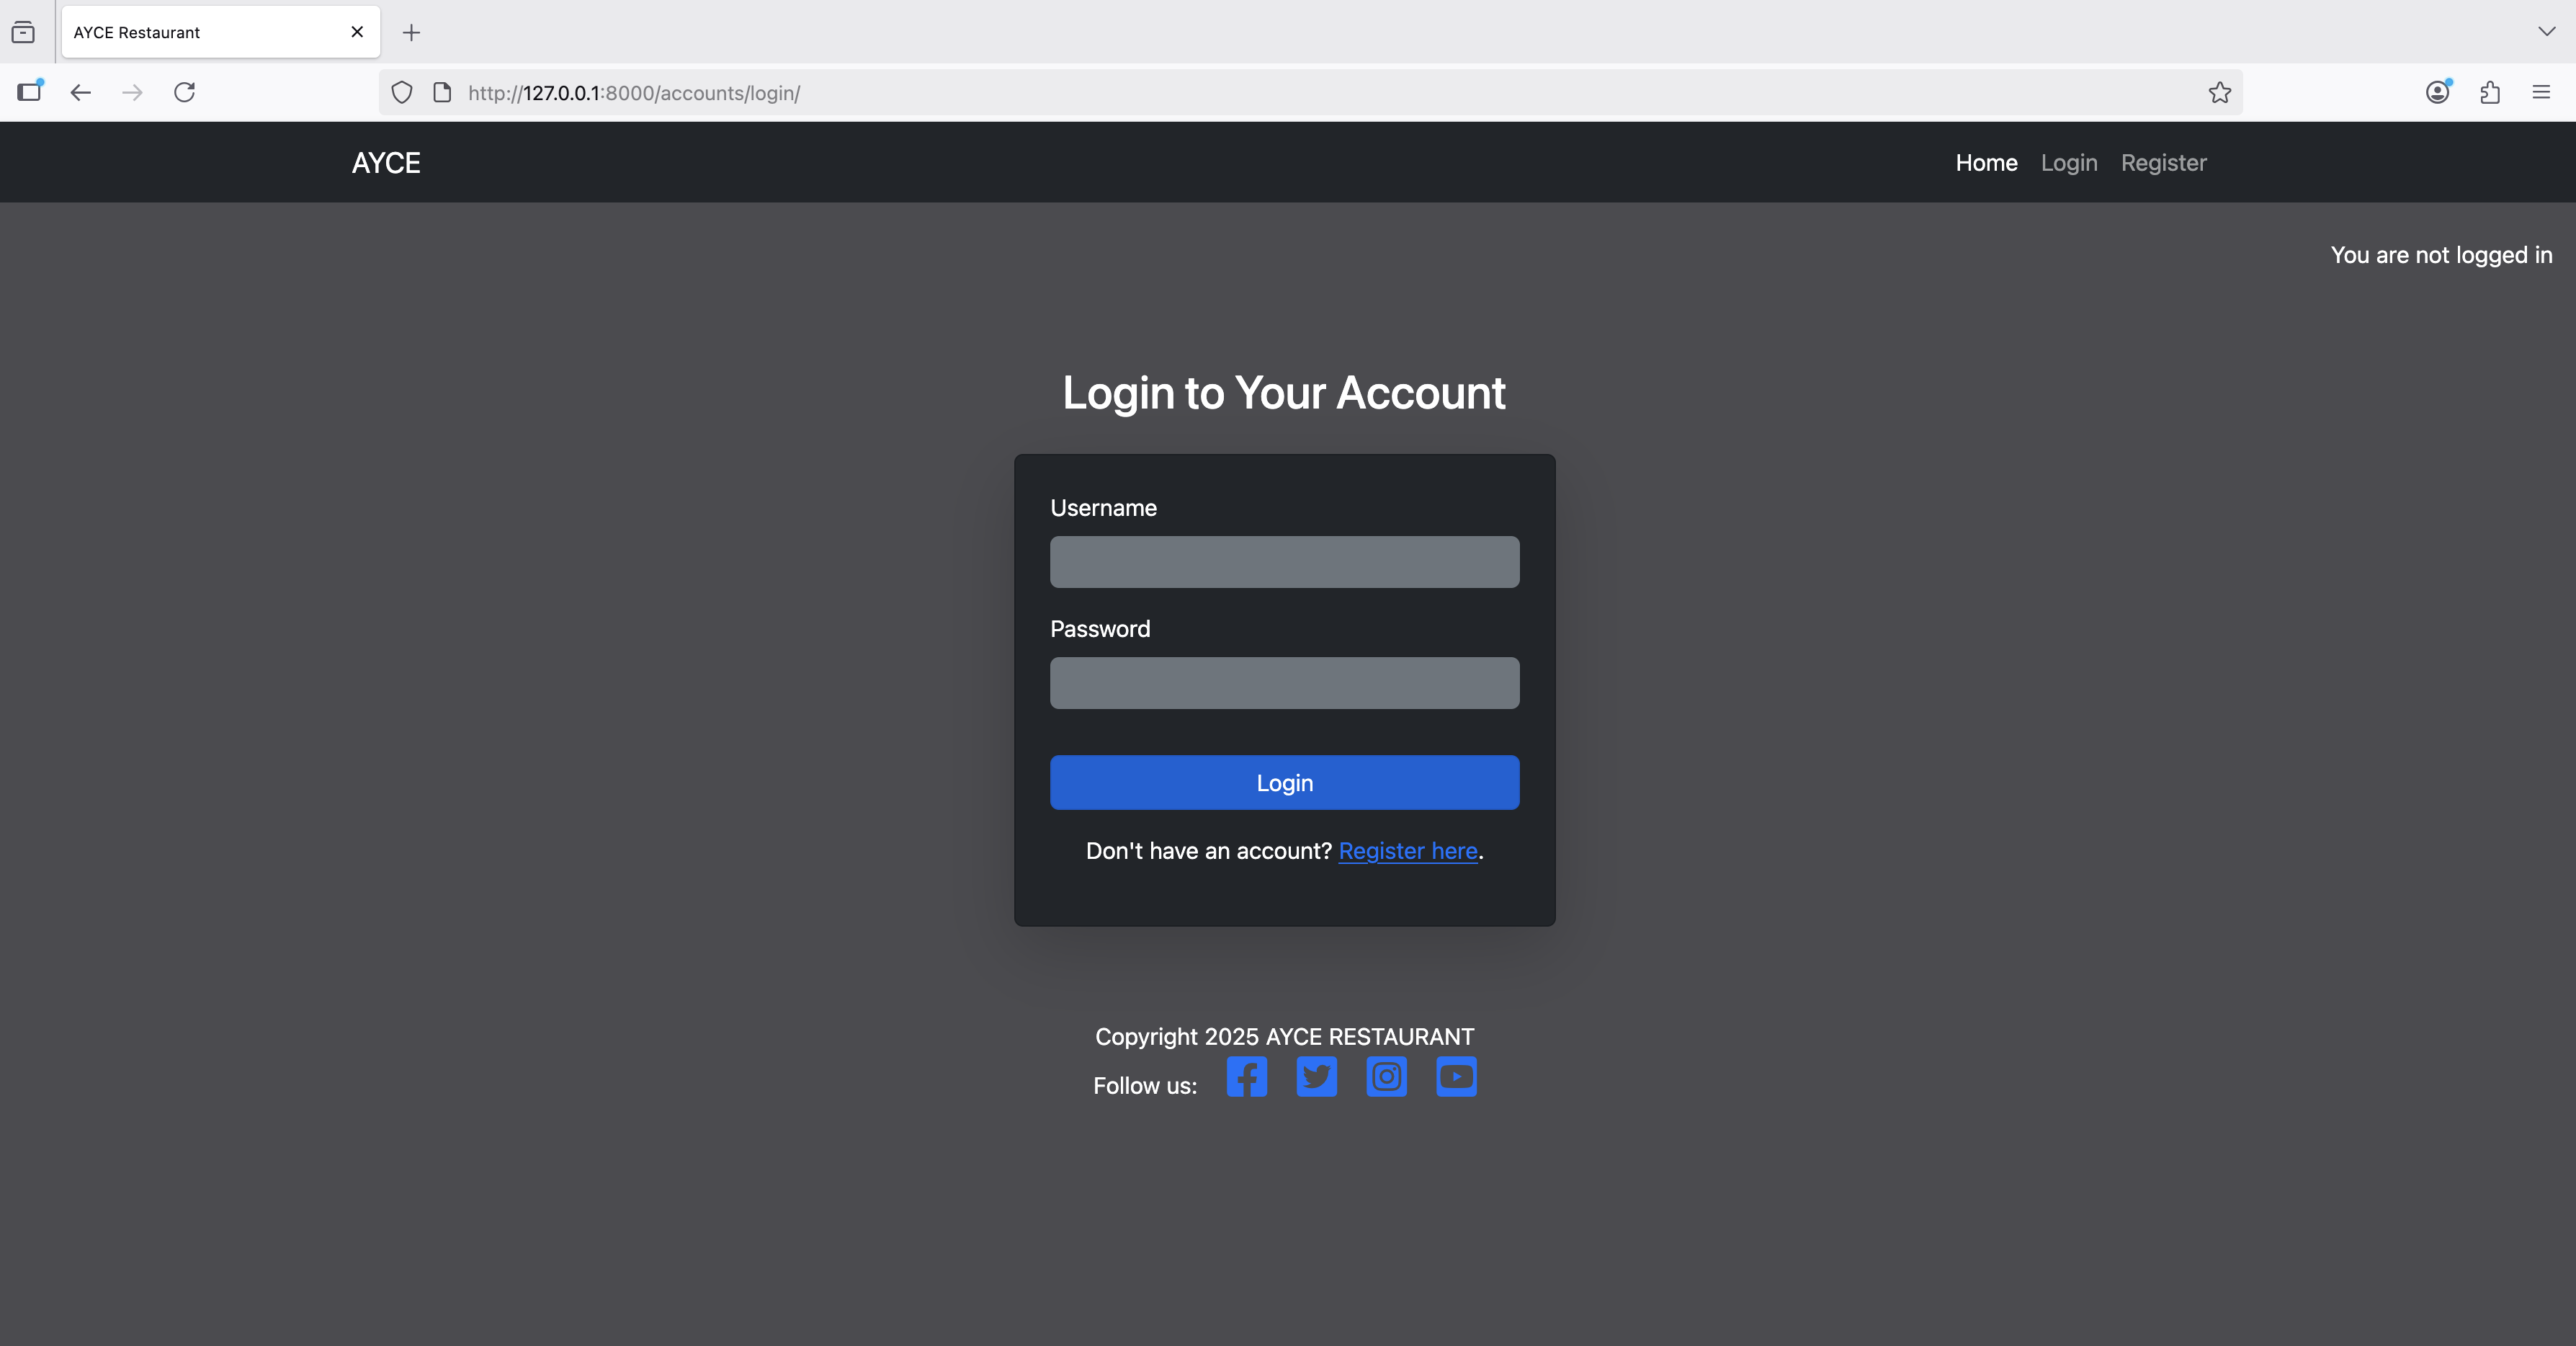 AYCE Restaurant
http://127.0.0.1:8000/accounts/login/
AYCE
Home Login Register
You are not logged in
Login to Your Account
Username
Password
Login
Don't have an account? Register here.
Copyright 2025 AYCE RESTAURANT
Follow us: